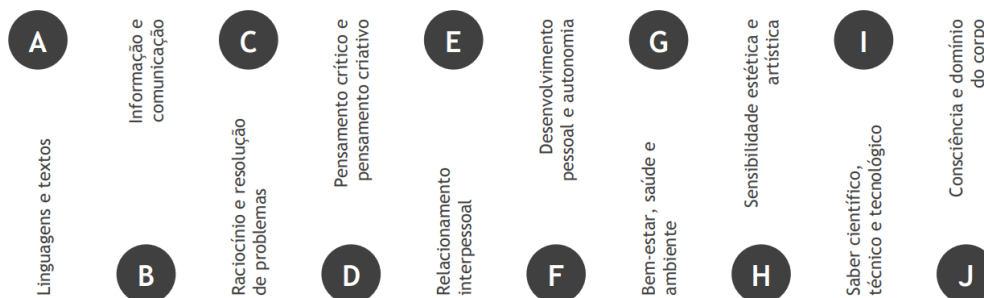 A
Linguagens e textos
Informação e
comunicação
B
C
Raciocínio e resolução
de problemas
Pensamento crítico e
pensamento criativo
D
E
Relacionamento
interpessoal
Desenvolvimento
pessoal e autonomia
F
G
Bem-estar, saúde e
ambiente
Sensibilidade estética e
artística
H
I
Saber científico,
técnico e tecnológico
Consciência e domínio
do corpo
J